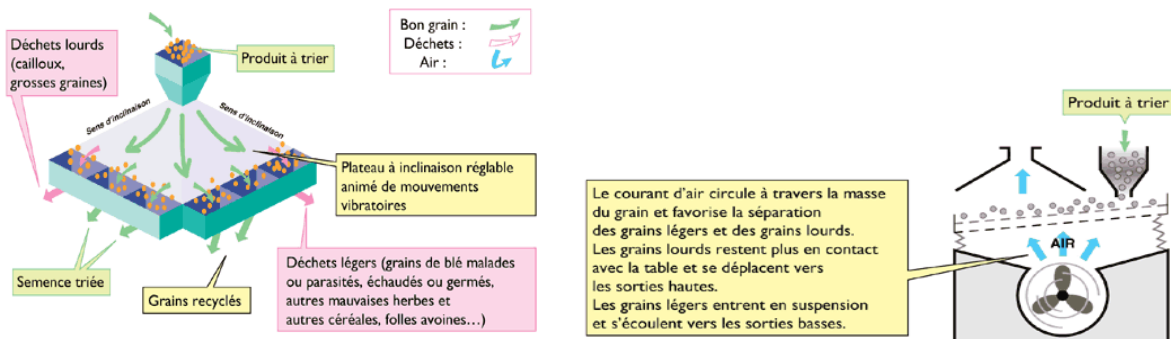 Déchets lourds
(cailloux,
grosses graines)
Produit à trier
Bon grain :
Déchets :
Air :
Sens d'inclinaison
Sens d'inclinaison
Plateau à inclinaison réglable
animé de mouvements
vibratoires
Semence triée
Grains recyclés
Déchets légers (grains de blé malades
ou parasités, échaudés ou germés,
autres mauvaises herbes et
autres céréales, folles avoines...)
Produit à trier
Le courant d'air circule à travers la masse
du grain et favorise la séparation
des grains légers et des grains lourds.
Les grains lourds restent plus en contact
avec la table et se déplacent vers
les sorties hautes.
Les grains légers entrent en suspension
et s'écoulent vers les sorties basses.
AIR